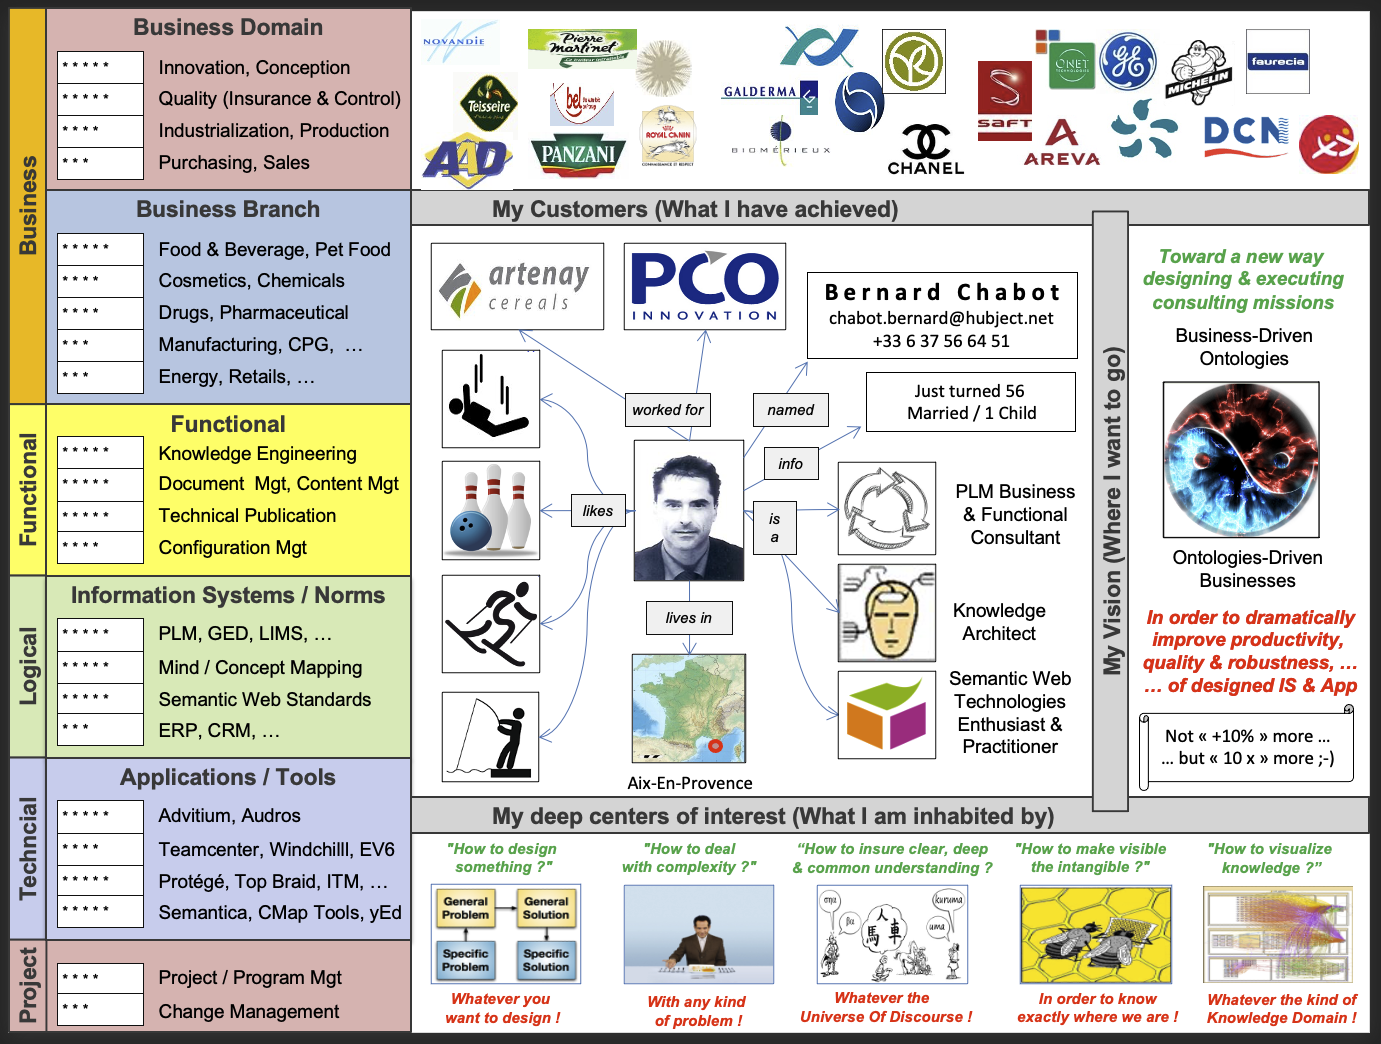 Business
Business Domain
* * * * *
Innovation, Conception
* * * * *
Quality (Insurance & Control)
* * * *
Industrialization, Production
* * *
Purchasing, Sales
Business Branch
* * * * *
Food & Beverage, Pet Food
* * * *
Cosmetics, Chemicals
* * * *
Drugs, Pharmaceutical
* * *
Manufacturing, CPG, …
* * *
Energy, Retails, …
Functional
Functional
* * * * *
Knowledge Engineering
* * * * *
Document Mgt, Content Mgt
* * * * *
Technical Publication
* * * *
Configuration Mgt
Logical
Information Systems / Norms
* * * * *
PLM, GED, LIMS, …
* * * * *
Mind / Concept Mapping
* * * * *
Semantic Web Standards
* * *
ERP, CRM, …
Techncial
Applications / Tools
* * * * *
Advitium, Audros
* * * *
Teamcenter, Windchilll, EV6
* * * * *
Protégé, Top Braid, ITM, …
* * * * *
Semantica, CMap Tools, yEd
Project
* * * *
Project / Program Mgt
* * *
Change Management
NOVANDIE
Pierre
martinet
Teisseire
bel
ROYAL CANIN
AAD
PANZANI
GALDERMA
BIOMÉRIEUX
CHANEL
SAFT
ONET
TECHNOLOGIES
GE
MICHELIN
faurecia
AREVA
DCN
My Customers (What I have achieved)
artenay
cereals
PCO
INNOVATION
Bernard Chabot
chabot.bernard@hubject.net
+33 6 37 56 64 51
Just turned 56
Married / 1 Child
worked for
named
info
likes
is
a
lives in
Aix-En-Provence
PLM Business
& Functional
Consultant
Knowledge
Architect
Semantic Web
Technologies
Enthusiast &
Practitioner
My Vision (Where I want to go)
Toward a new way
designing & executing
consulting missions
Business-Driven
Ontologies
Ontologies-Driven
Businesses
In order to dramatically
improve productivity,
quality & robustness, …
… of designed IS & App
Not « +10% » more ...
... but « 10 x » more ;-)
My deep centers of interest (What I am inhabited by)
"How to design
something ?"
General
Problem
General
Solution
Specific
Problem
Specific
Solution
Whatever you
want to design !
"How to deal
with complexity ?"
With any kind
of problem !
“How to insure clear, deep
& common understanding ?
βα
人
馬
車
kuruma
uma
Whatever the
Universe Of Discourse !
"How to make visible
the intangible ?"
In order to know
exactly where we are !
"How to visualize
knowledge ?”
Whatever the kind of
Knowledge Domain !